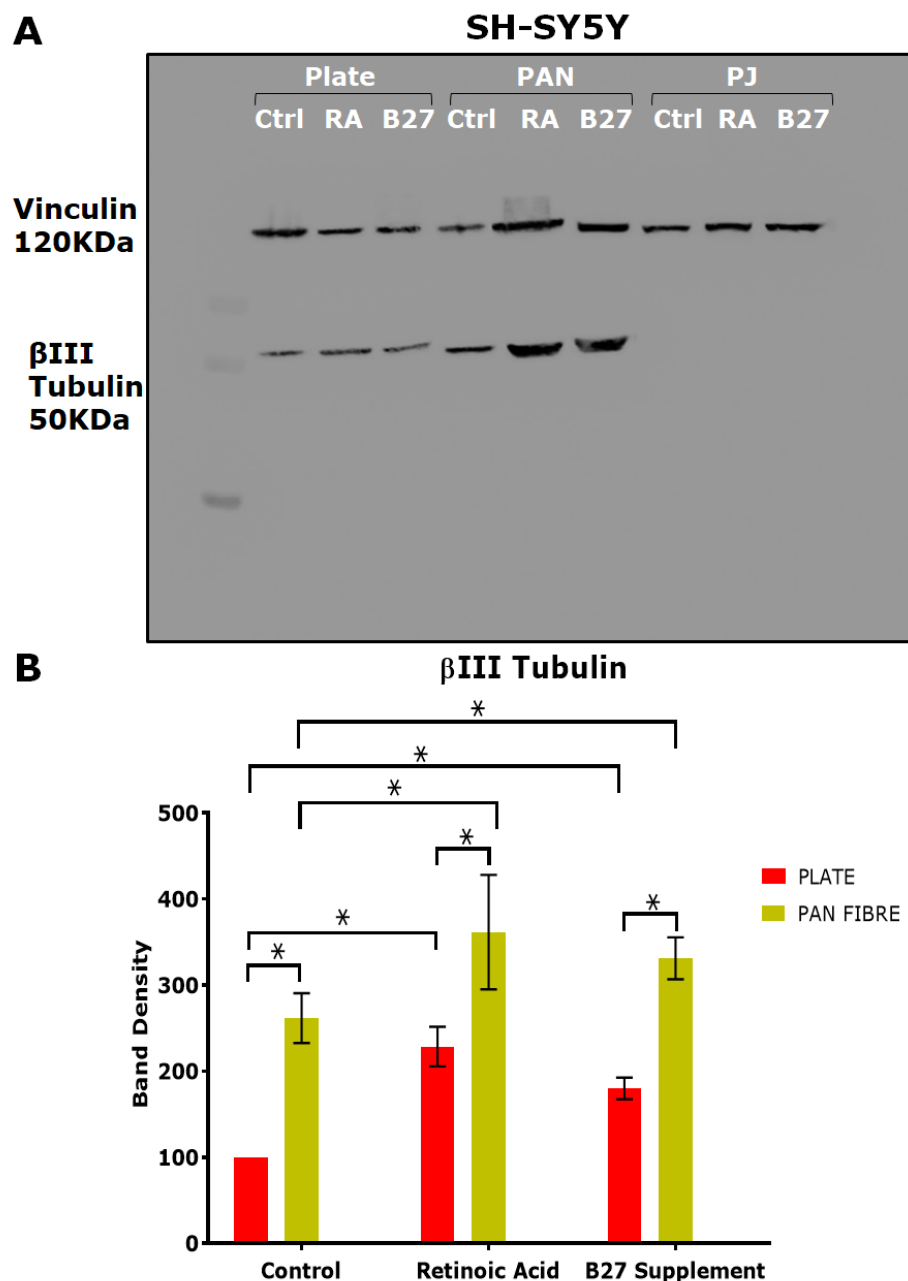 A
SH-SY5Y
Plate PAN PJ
Ctrl RA B27 Ctrl RA B27 Ctrl RA B27
Vinculin
120KDa
βIII
Tubulin
50KDa
B
βIII Tubulin
*
*
*
*
*
*
*
500
400
300
200
100
0
Band Density
PLATE
PAN FIBRE
Control Retinoic Acid B27 Supplement